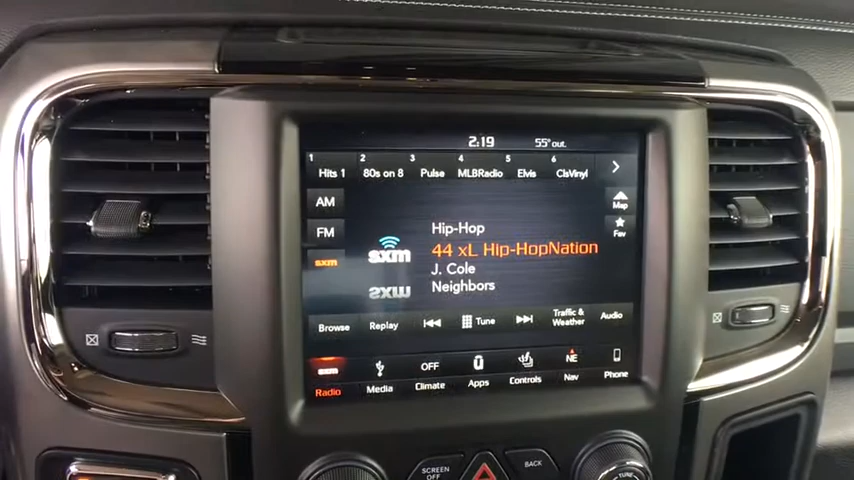 2:19 55° out.
1 2 3 4 5 6
Hits 1 80s on 8 Pulse MLBRadio Elvis ClsVinyl
AM
FM
sxm
Map
Fav
sxm
Hip-Hop
44 xL Hip-HopNation
J. Cole
Neighbors
Browse Replay Tune Traffic & Weather Audio
sxm NE
OFF
Radio Media Climate Apps Controls Nav Phone
SCREEN OFF
BACK
TUNE